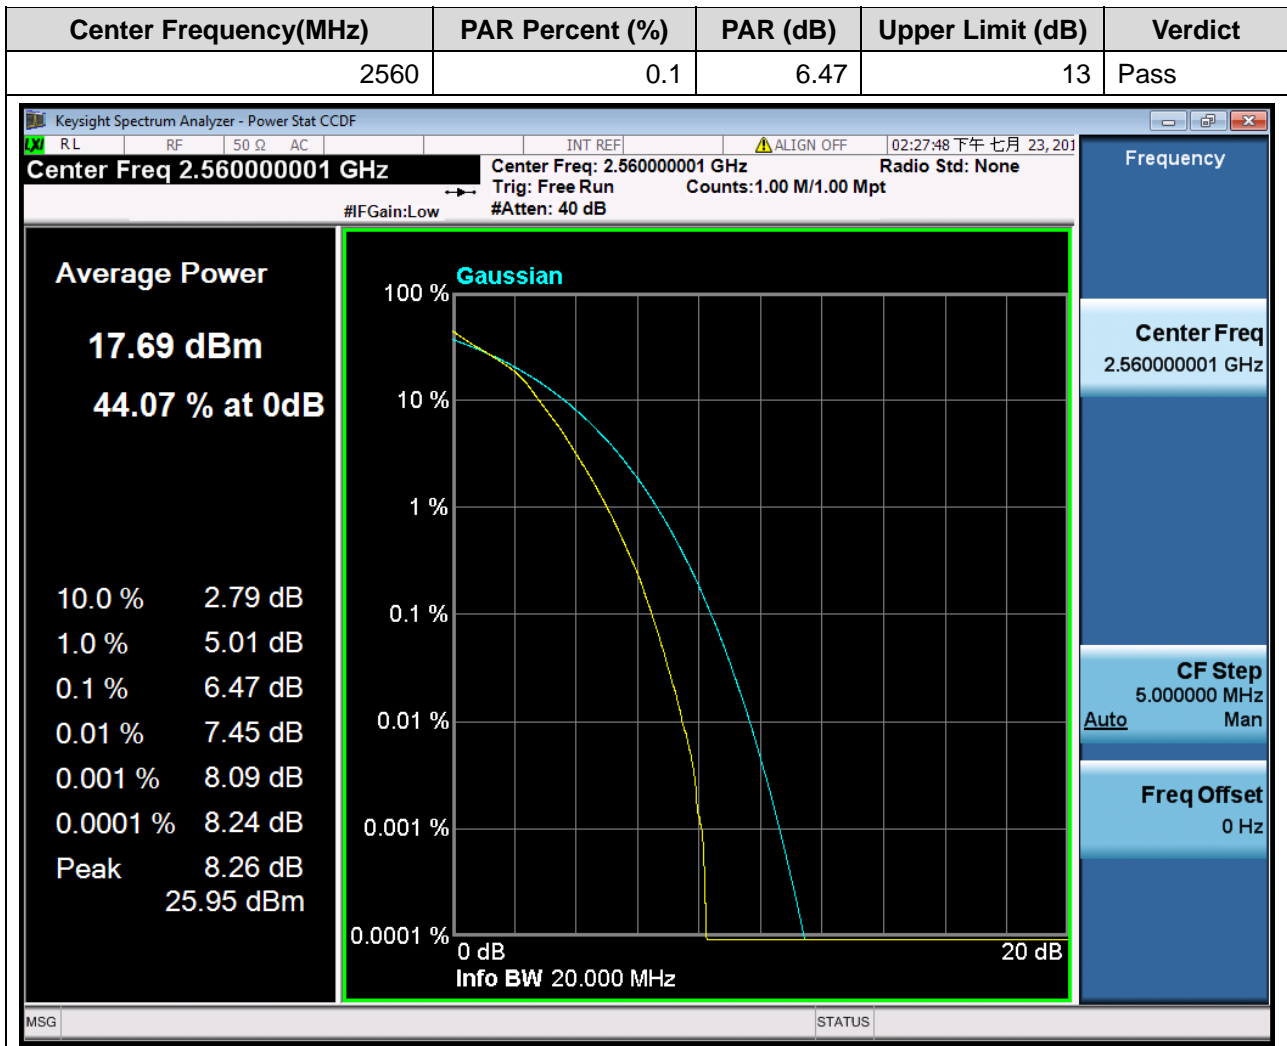 Center Frequency(MHz) PAR Percent (%) PAR (dB) Upper Limit (dB) Verdict
2560 0.1 6.47 13 Pass
Keysight Spectrum Analyzer - Power Stat CCDF
LXI RL RF 50 Ω AC INT REF ALIGN OFF 02:27:48 下午 七月 23, 201
Center Freq 2.560000001 GHz
Center Freq: 2.560000001 GHz Radio Std: None
Trig: Free Run Counts:1.00 M/1.00 Mpt
#IFGain:Low #Atten: 40 dB
Frequency
Average Power
17.69 dBm
44.07 % at 0dB
10.0 % 2.79 dB
1.0 % 5.01 dB
0.1 % 6.47 dB
0.01 % 7.45 dB
0.001 % 8.09 dB
0.0001 % 8.24 dB
Peak 8.26 dB
25.95 dBm
Gaussian
100 %
10 %
1 %
0.1 %
0.01 %
0.001 %
0.0001 %
0 dB 20 dB
Info BW 20.000 MHz
Center Freq
2.560000001 GHz
CF Step
5.000000 MHz
Auto Man
Freq Offset
0 Hz
MSG STATUS